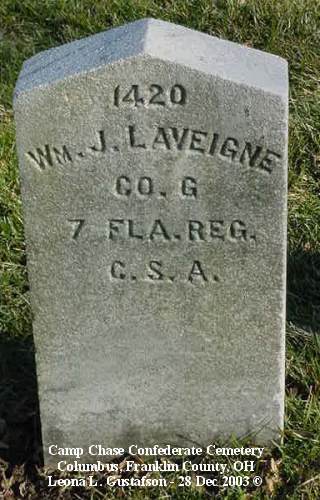 1420
WM. J. LAVEIGNE
CO. G
7 FLA. REG.
C. S. A.
Camp Chase Confederate Cemetery
Columbus, Franklin County, OH
Leona L. Gustafson - 28 Dec 2003 ©